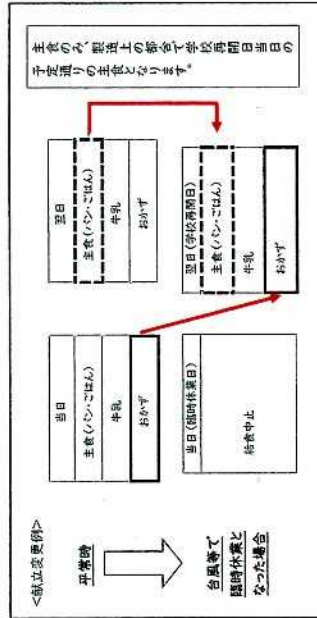 <献立変更例>
平常時
当日
主食(パン・ごはん)
牛乳
おかず
翌日
主食(パン・ごはん)
牛乳
おかず
主食のみ、製造上の都合で学校再開日当日の
予定通りの主食となります。
台風等で
臨時休業と
なった場合
当日(臨時休業日)
給食中止
翌日(学校再開日)
主食(パン・ごはん)
牛乳
おかず